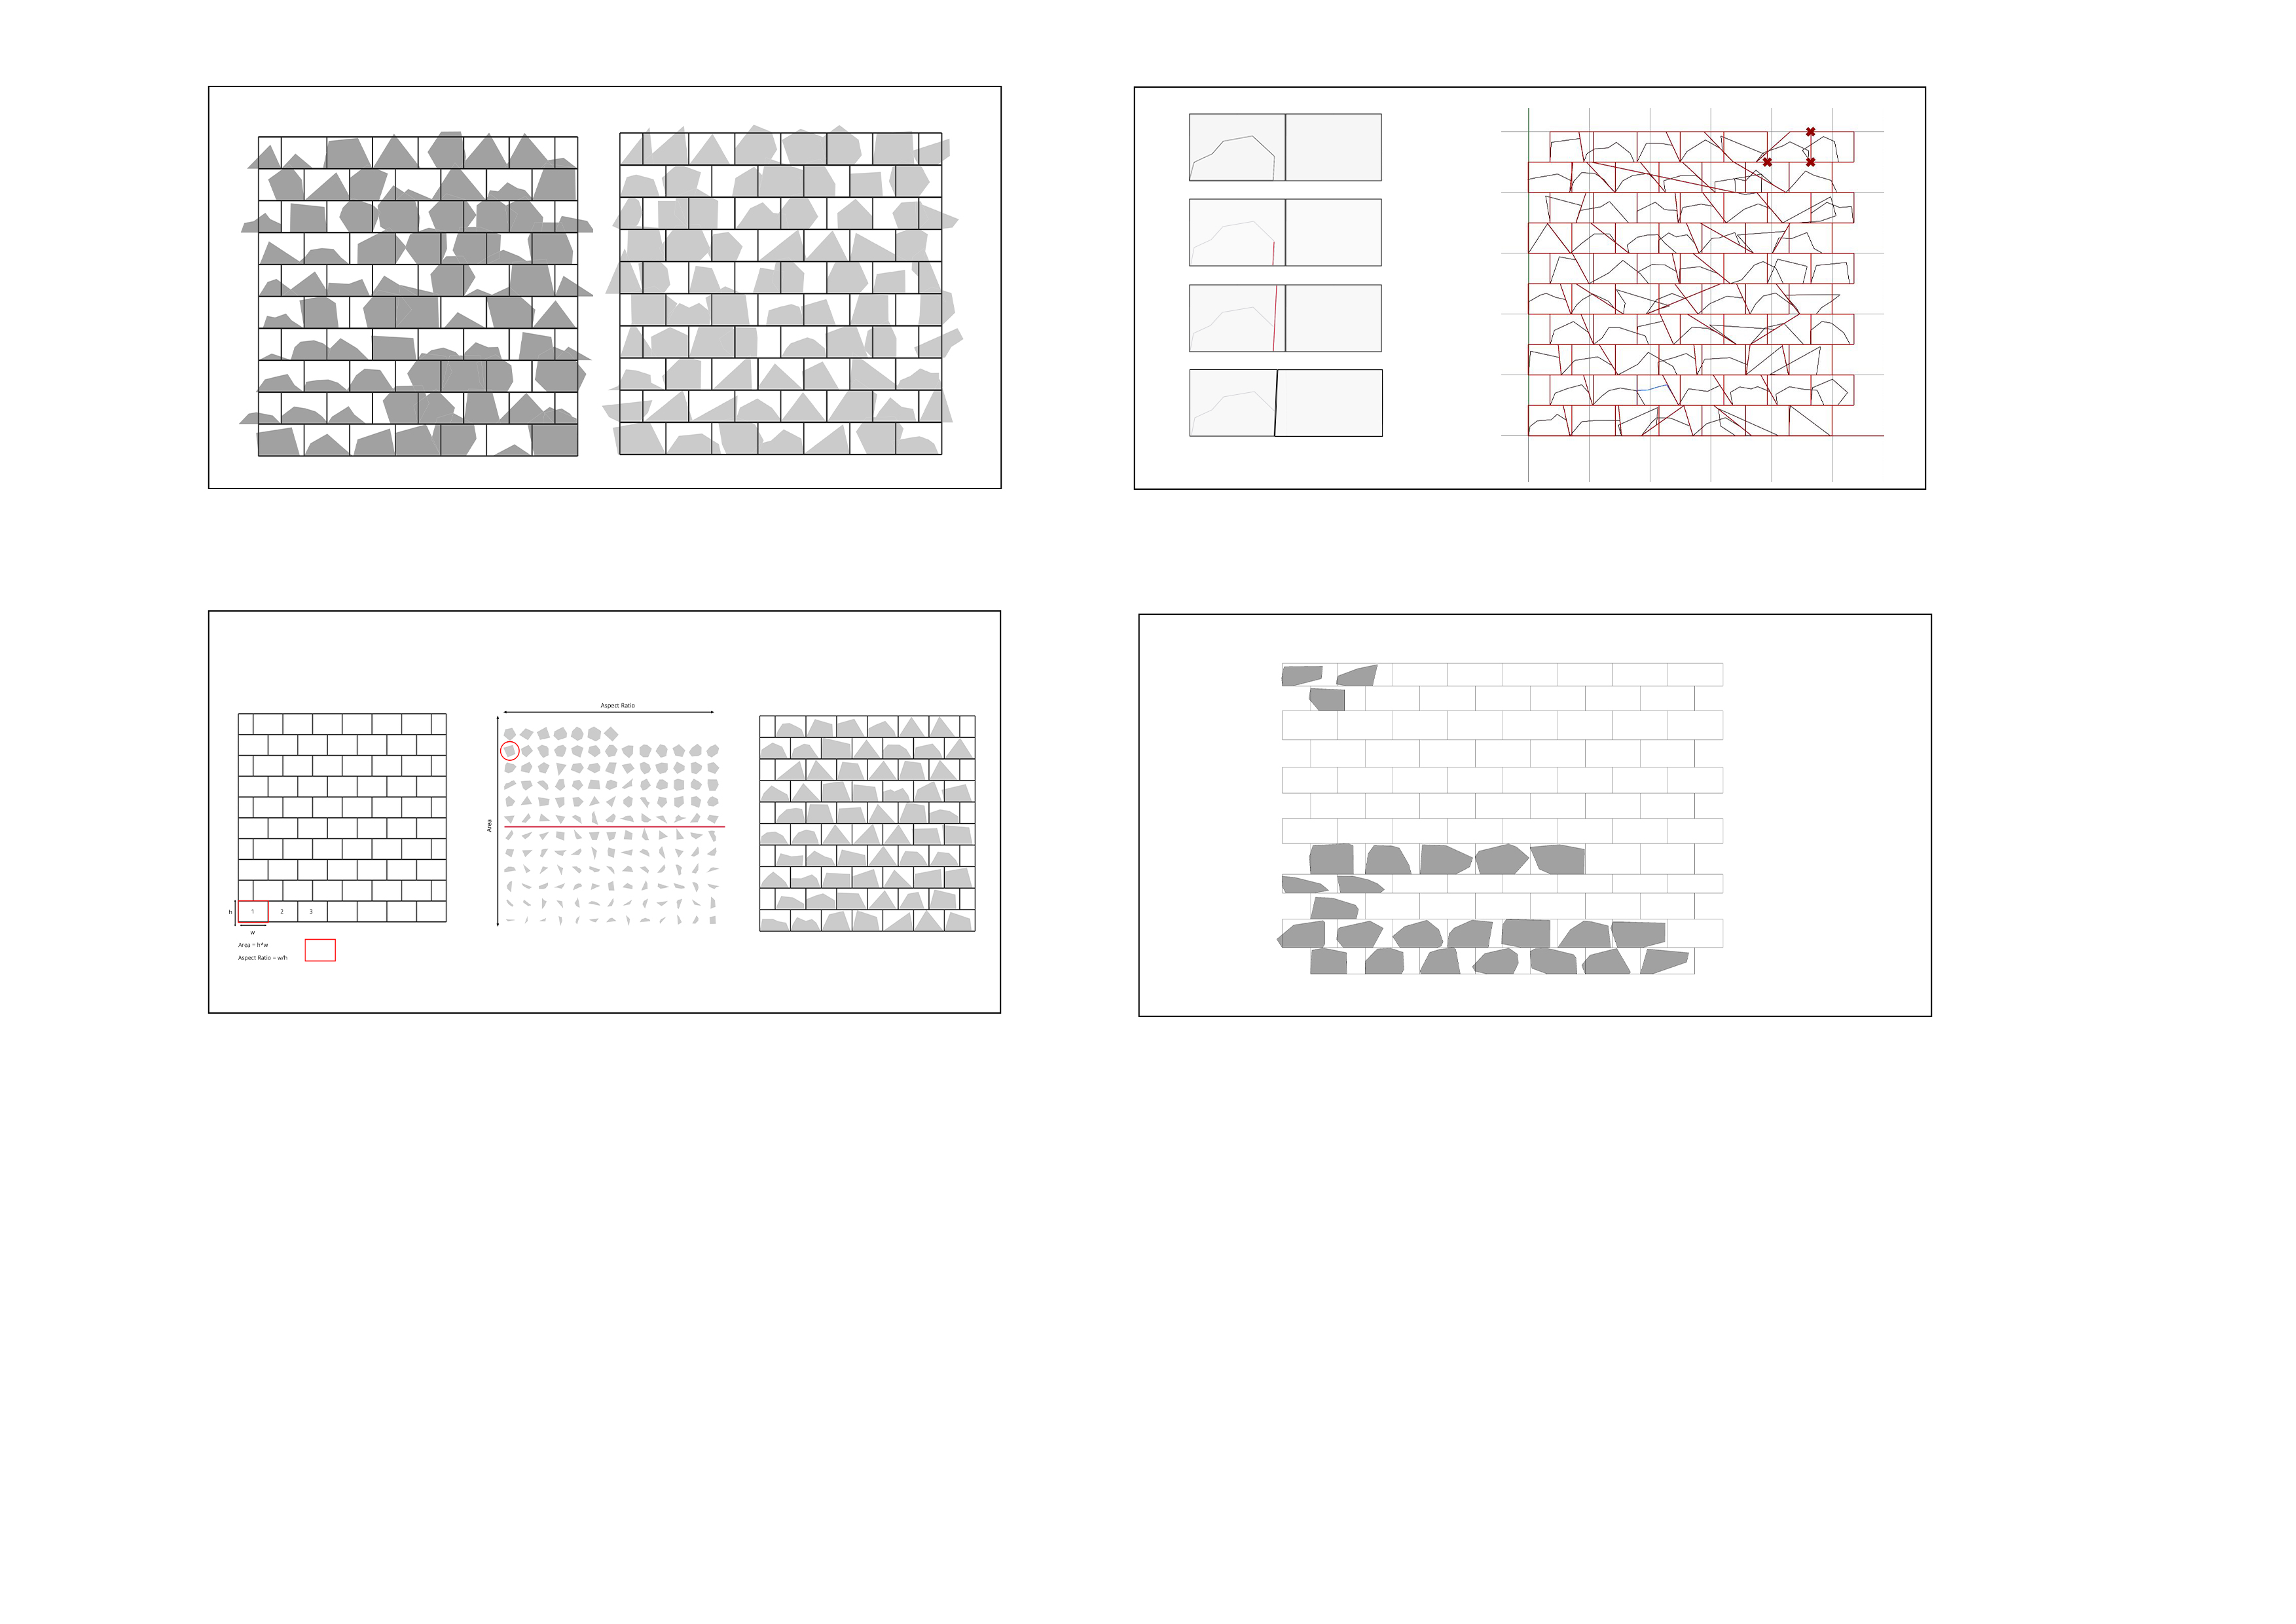 Aspect Ratio
Area
h
1 2 3
w
Area = h*w
Aspect Ratio = w/h